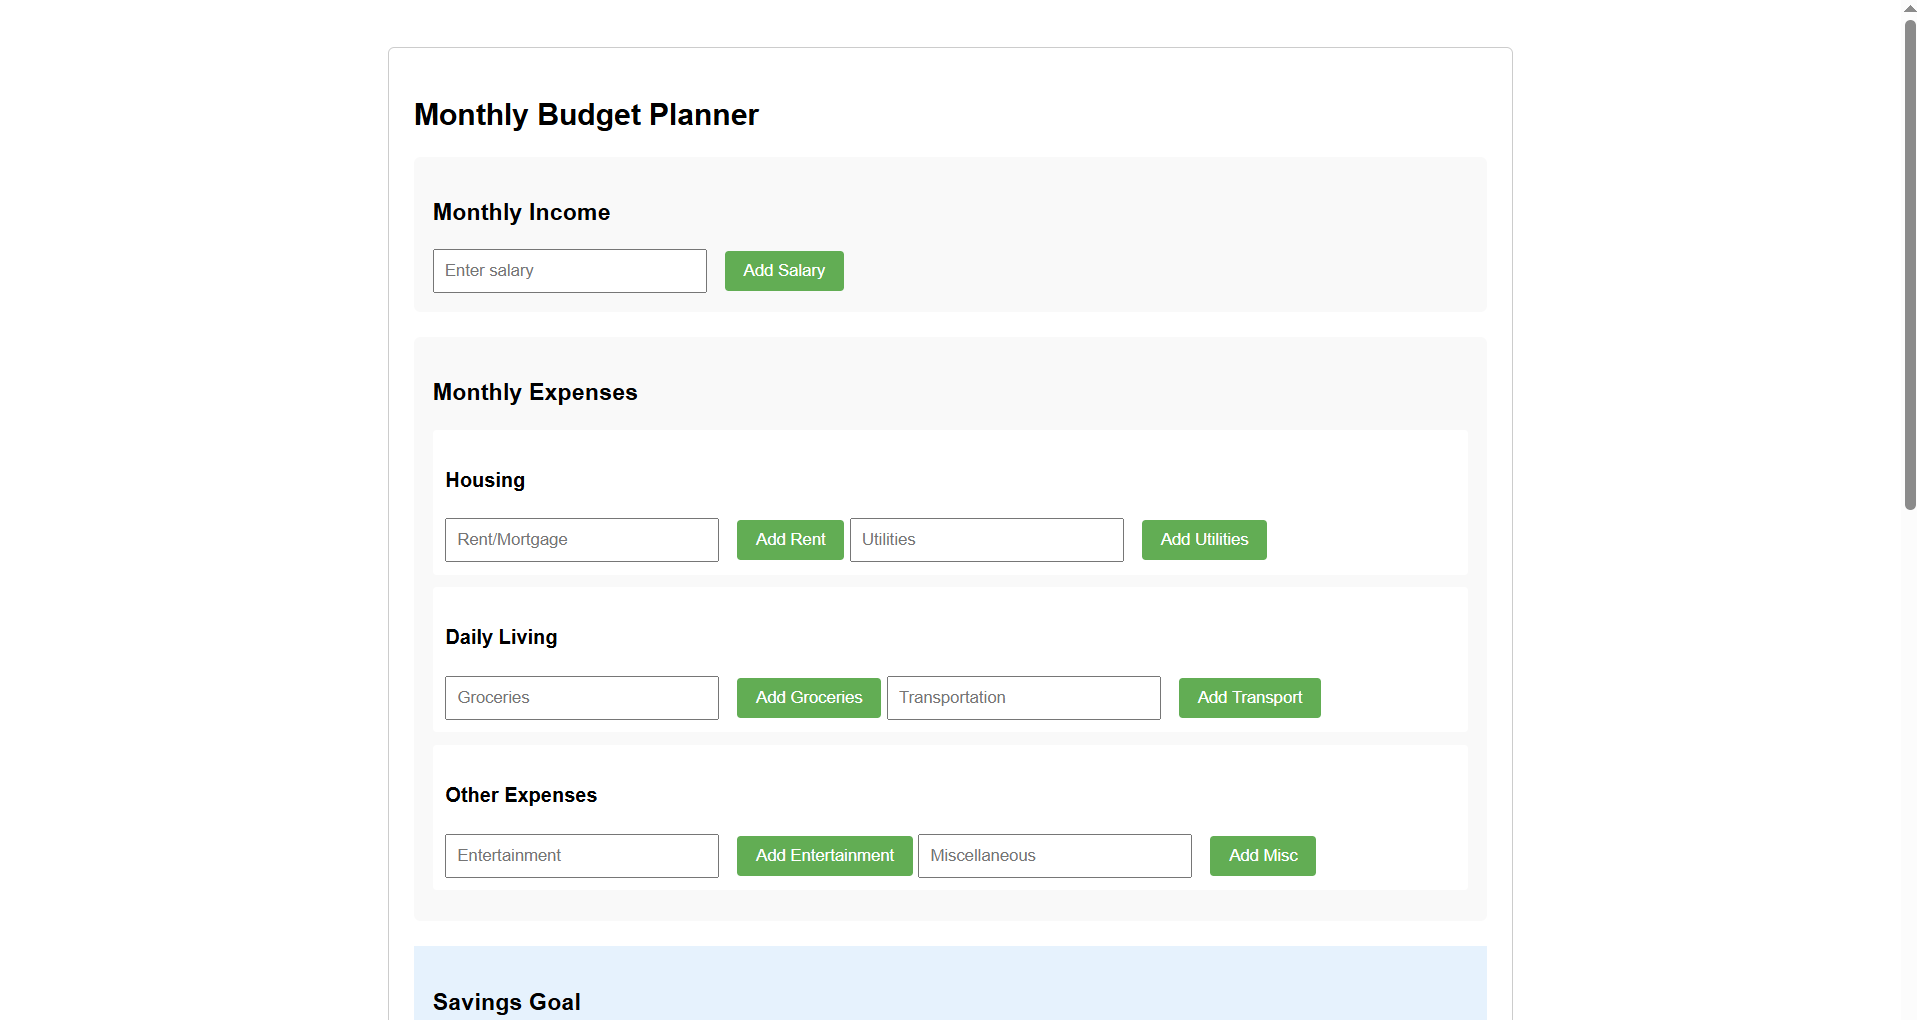 Monthly Budget Planner
Monthly Income
Enter salary Add Salary
Monthly Expenses
Housing
Rent/Mortgage Add Rent Utilities Add Utilities
Daily Living
Groceries Add Groceries Transportation Add Transport
Other Expenses
Entertainment Add Entertainment Miscellaneous Add Misc
Savings Goal